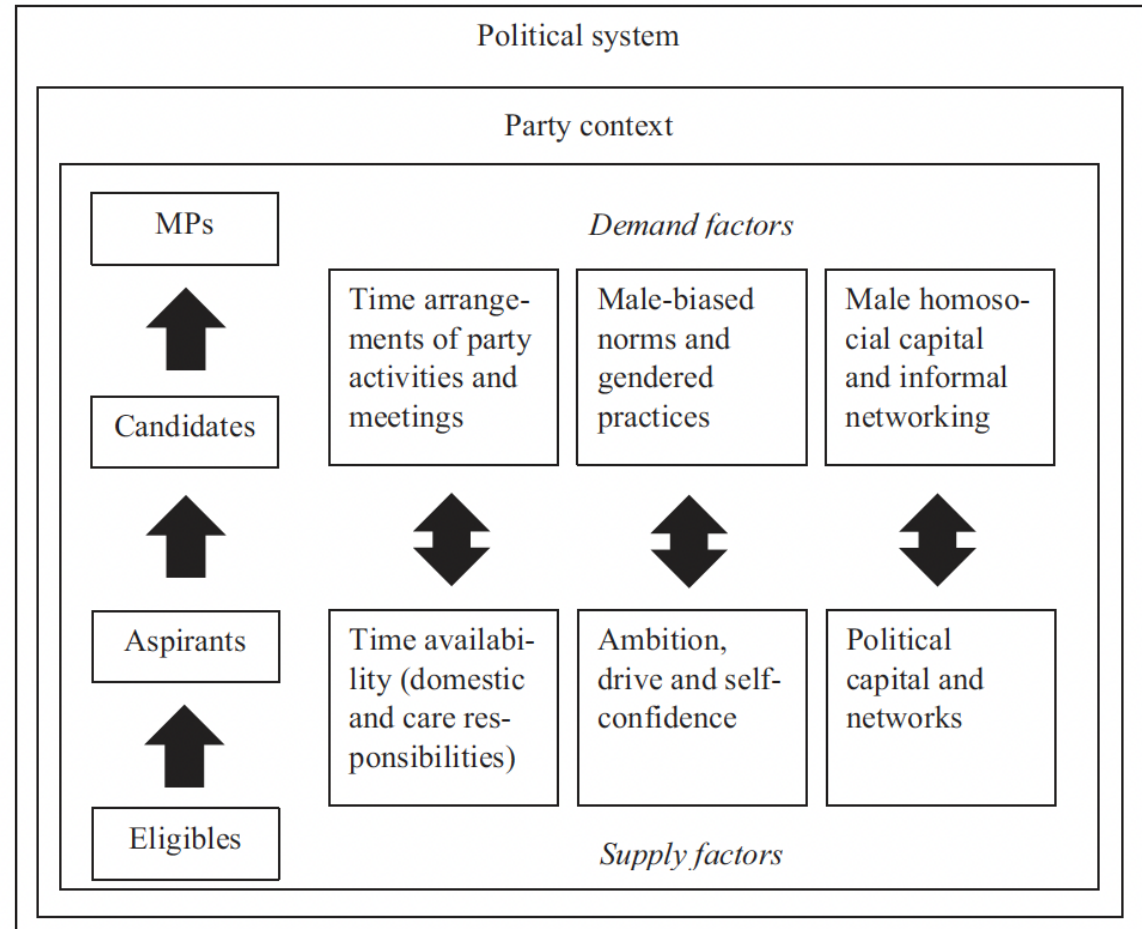 Political system
Party context
MPs
Candidates
Aspirants
Eligibles
Demand factors
Time arrange-
ments of party
activities and
meetings
Male-biased
norms and
gendered
practices
Male homoso-
cial capital
and informal
networking
Time availabi-
lity (domestic
and care res-
ponsibilities)
Ambition,
drive and self-
confidence
Political
capital and
networks
Supply factors